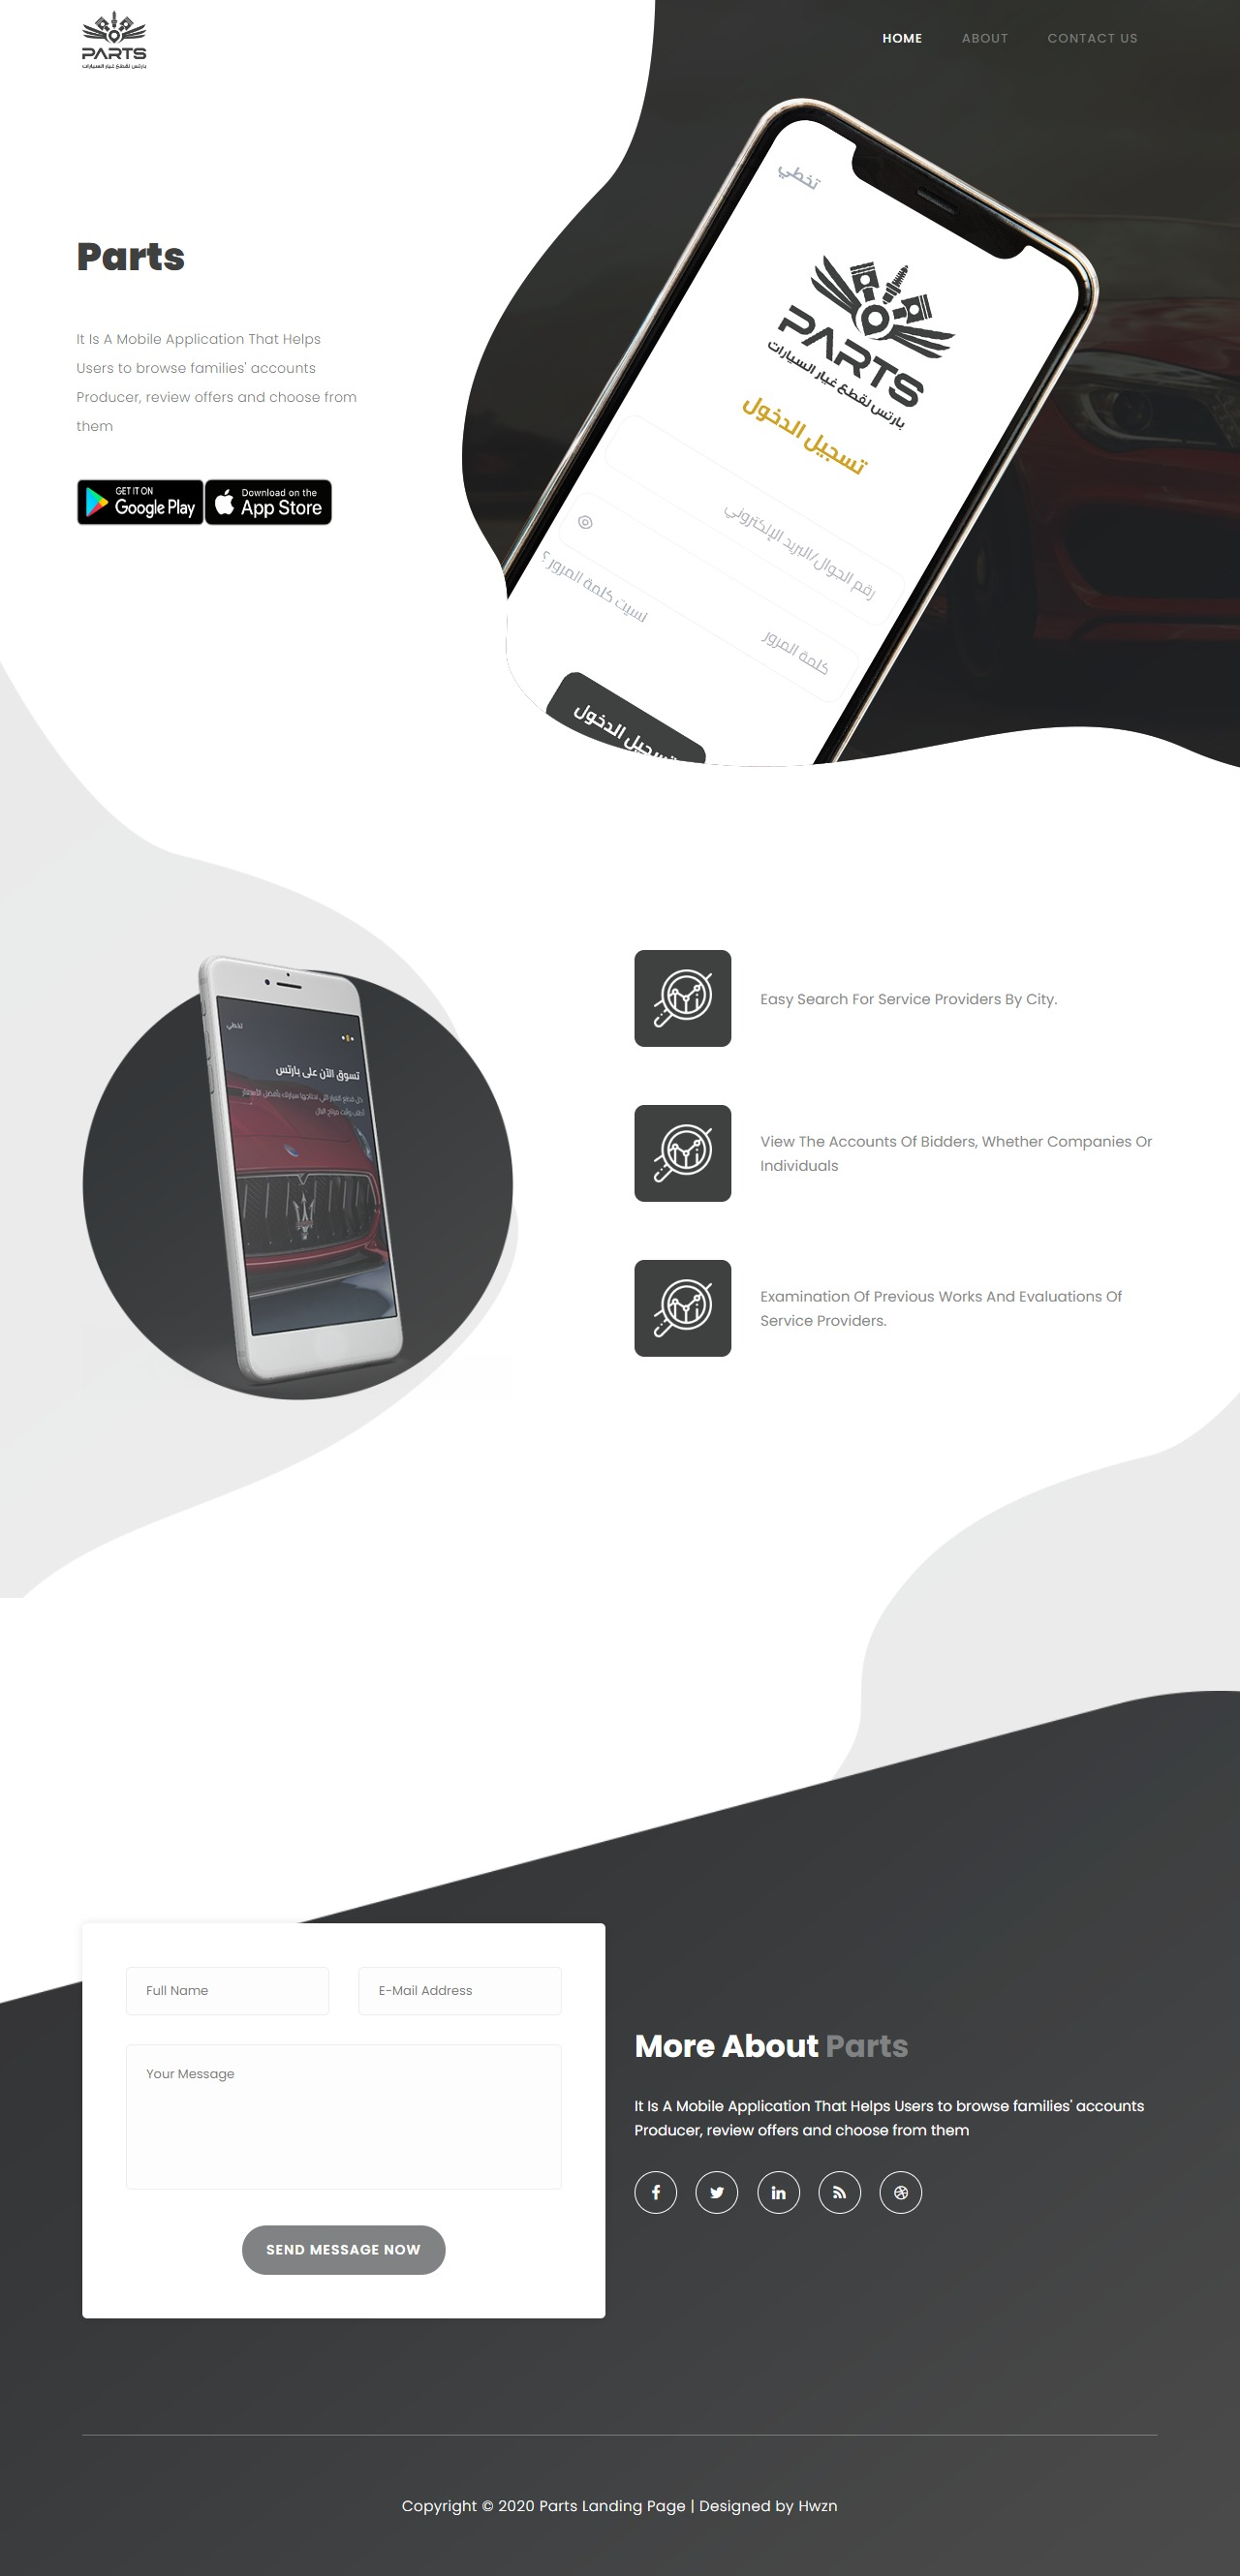 PARTS
بارتس لقطع غيار السيارات
HOME ABOUT CONTACT US
تخطي
PARTS
بارتس لقطع غيار السيارات
تسجيل الدخول
رقم الجوال/البريد الإلكتروني
كلمة المرور
نسيت كلمة المرور ؟
تسجيل الدخول
Parts
It Is A Mobile Application That Helps
Users to browse families' accounts
Producer, review offers and choose from
them
GET IT ON
Google Play
Download on the
App Store
تخطي
تسوق الآن على بارتس
Easy Search For Service Providers By City.
View The Accounts Of Bidders, Whether Companies Or
Individuals
Examination Of Previous Works And Evaluations Of
Service Providers.
Full Name
E-Mail Address
Your Message
SEND MESSAGE NOW
More About Parts
It Is A Mobile Application That Helps Users to browse families' accounts
Producer, review offers and choose from them
Copyright © 2020 Parts Landing Page | Designed by Hwzn